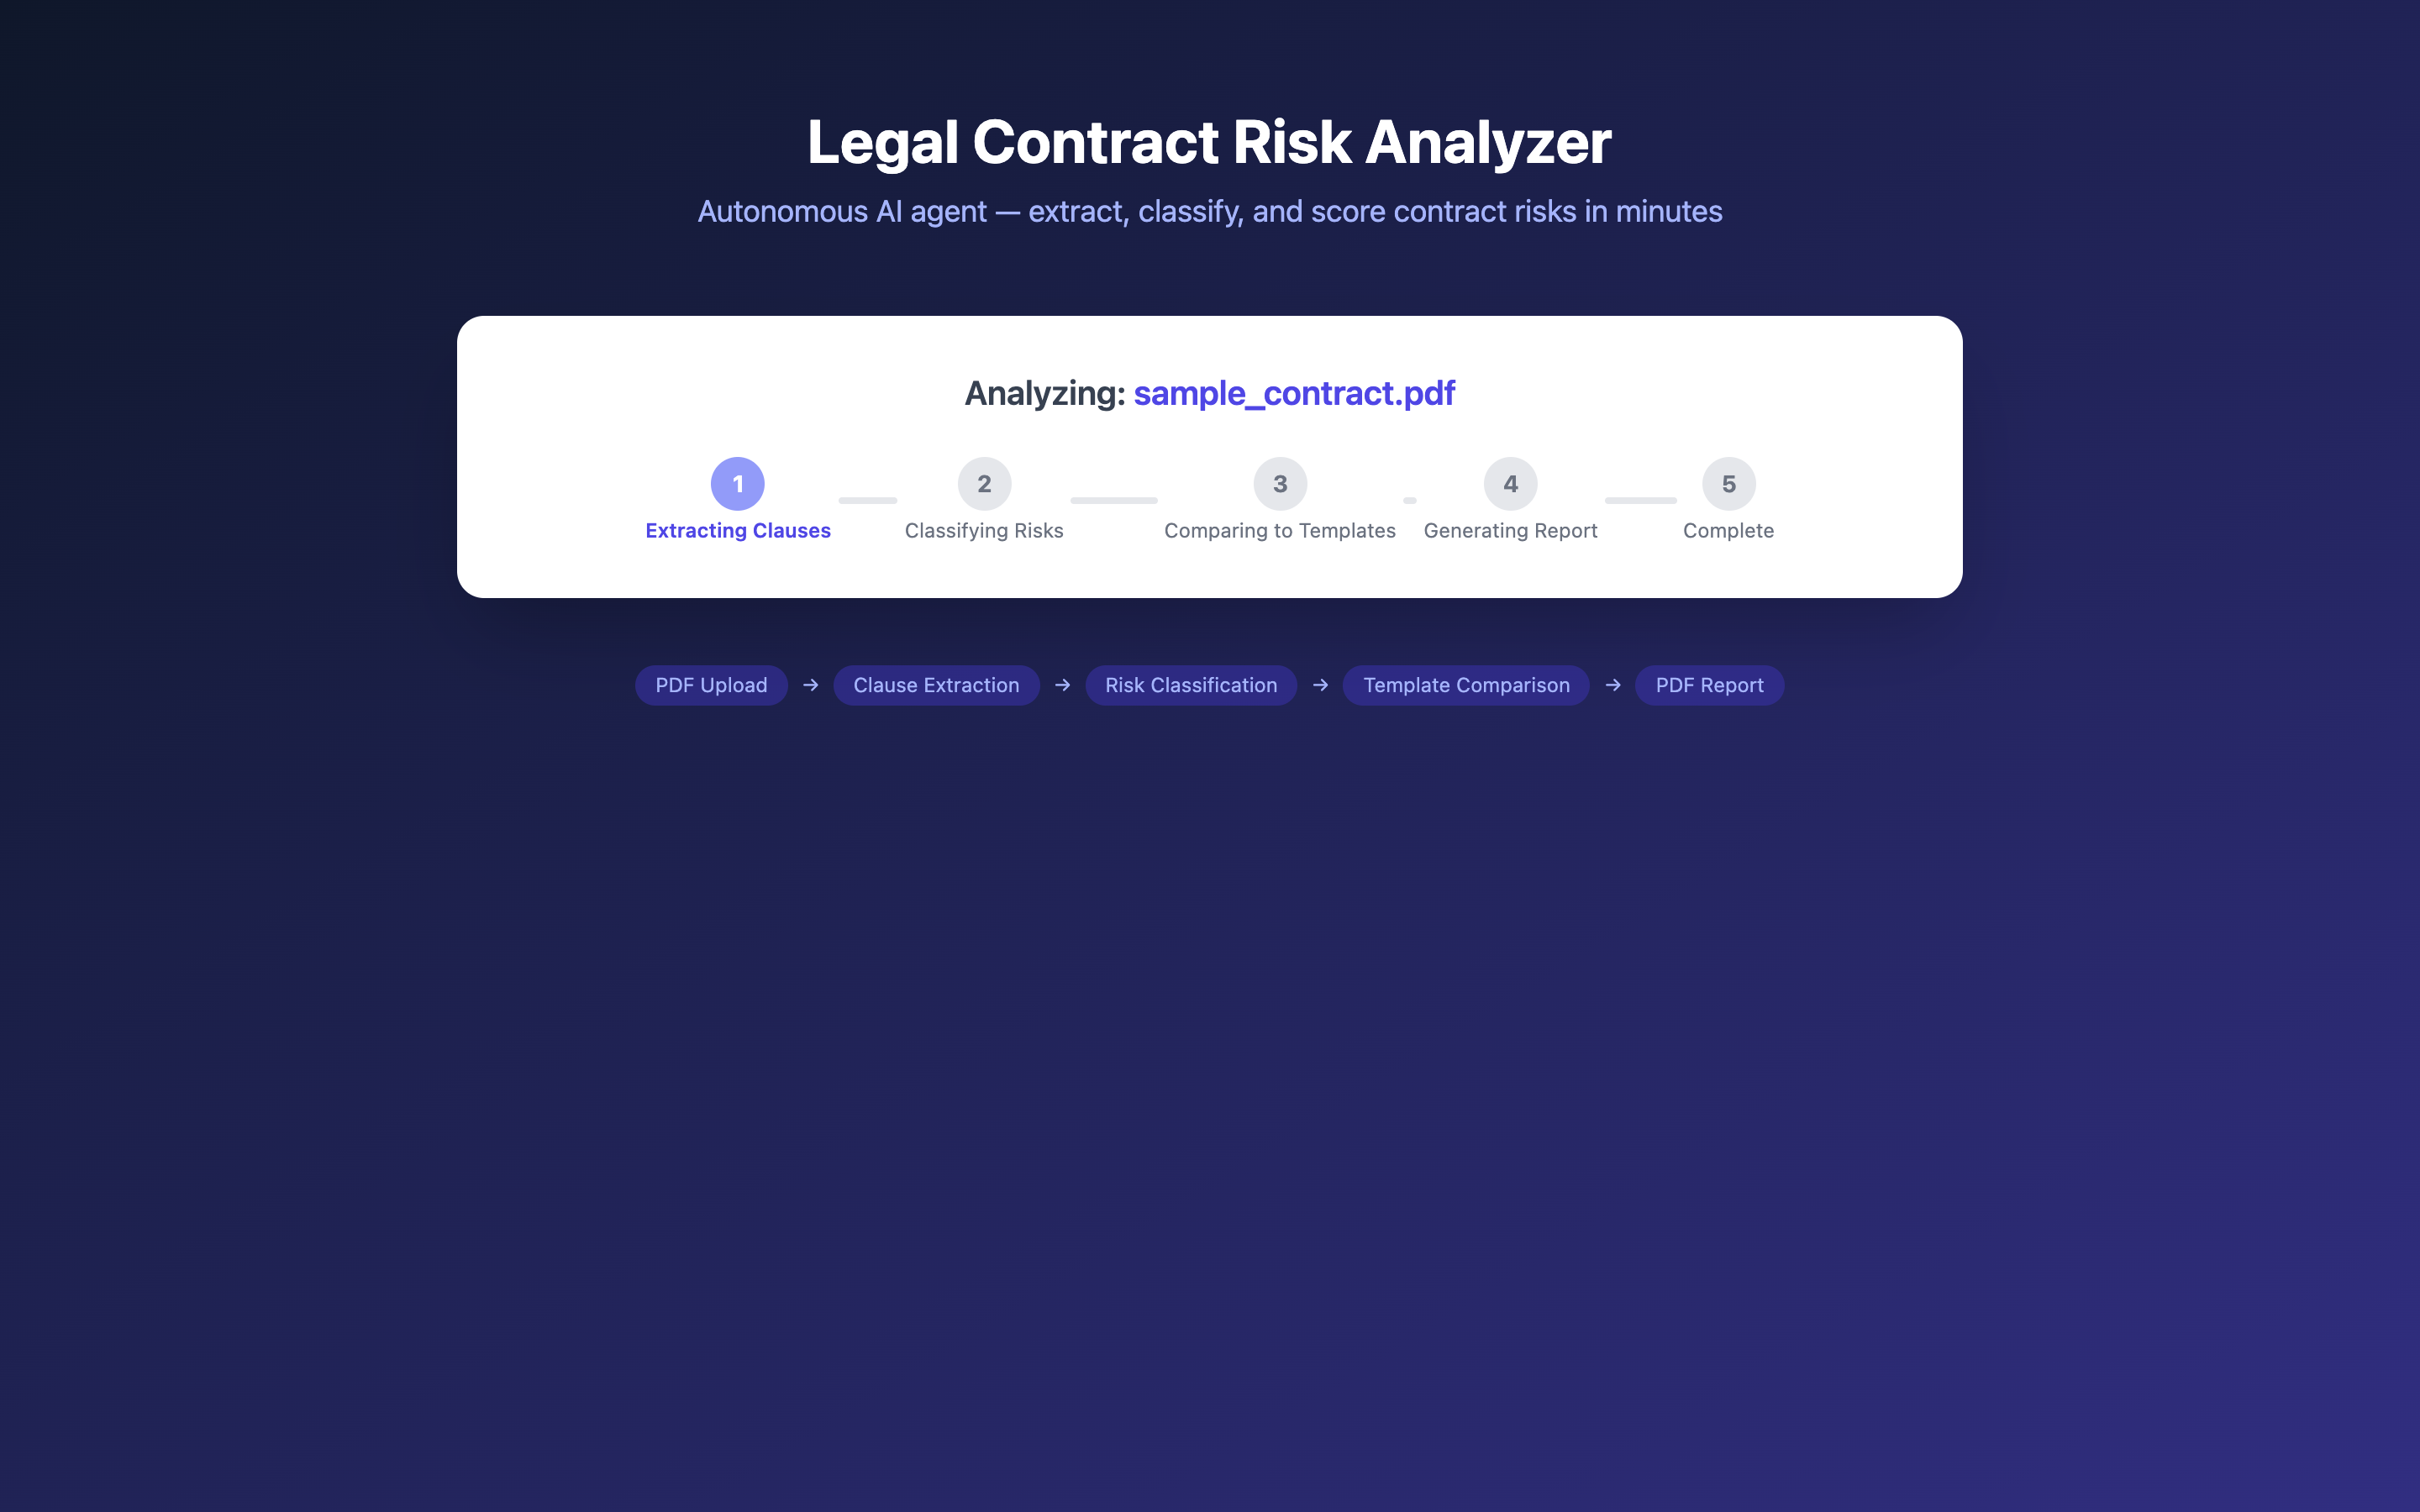 Legal Contract Risk Analyzer
Autonomous AI agent — extract, classify, and score contract risks in minutes
Analyzing: sample_contract.pdf
1 2 3 4 5
Extracting Clauses Classifying Risks Comparing to Templates Generating Report Complete
PDF Upload → Clause Extraction → Risk Classification → Template Comparison → PDF Report